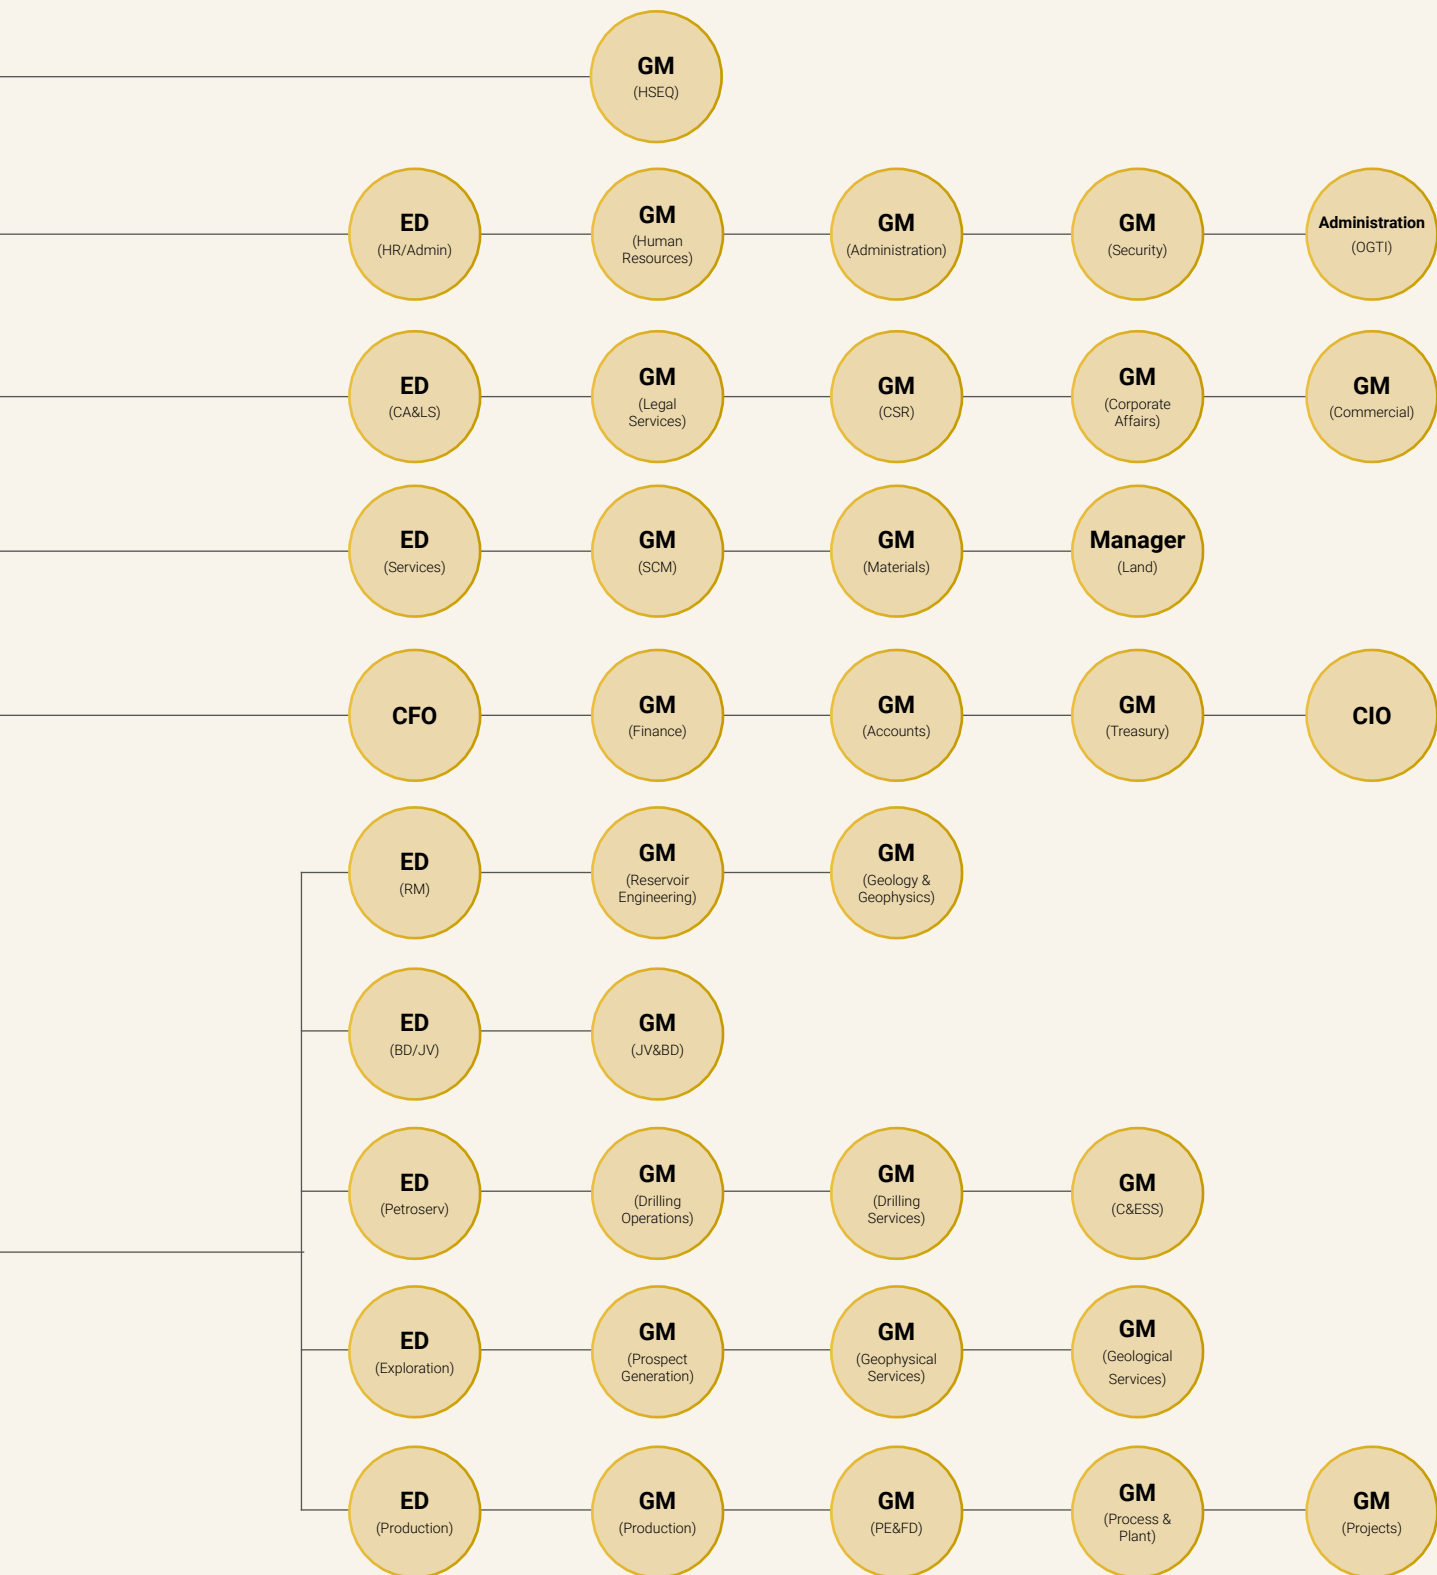 GM
(HSEQ)
ED
(HR/Admin)
GM
(Human
Resources)
GM
(Administration)
GM
(Security)
Administration
(OGTI)
ED
(CA&LS)
GM
(Legal
Services)
GM
(CSR)
GM
(Corporate
Affairs)
GM
(Commercial)
ED
(Services)
GM
(SCM)
GM
(Materials)
Manager
(Land)
CFO
GM
(Finance)
GM
(Accounts)
GM
(Treasury)
CIO
ED
(RM)
GM
(Reservoir
Engineering)
GM
(Geology &
Geophysics)
ED
(BD/JV)
GM
(JV&BD)
ED
(Petroserv)
GM
(Drilling
Operations)
GM
(Drilling
Services)
GM
(C&ESS)
ED
(Exploration)
GM
(Prospect
Generation)
GM
(Geophysical
Services)
GM
(Geological
Services)
ED
(Production)
GM
(Production)
GM
(PE&FD)
GM
(Process &
Plant)
GM
(Projects)